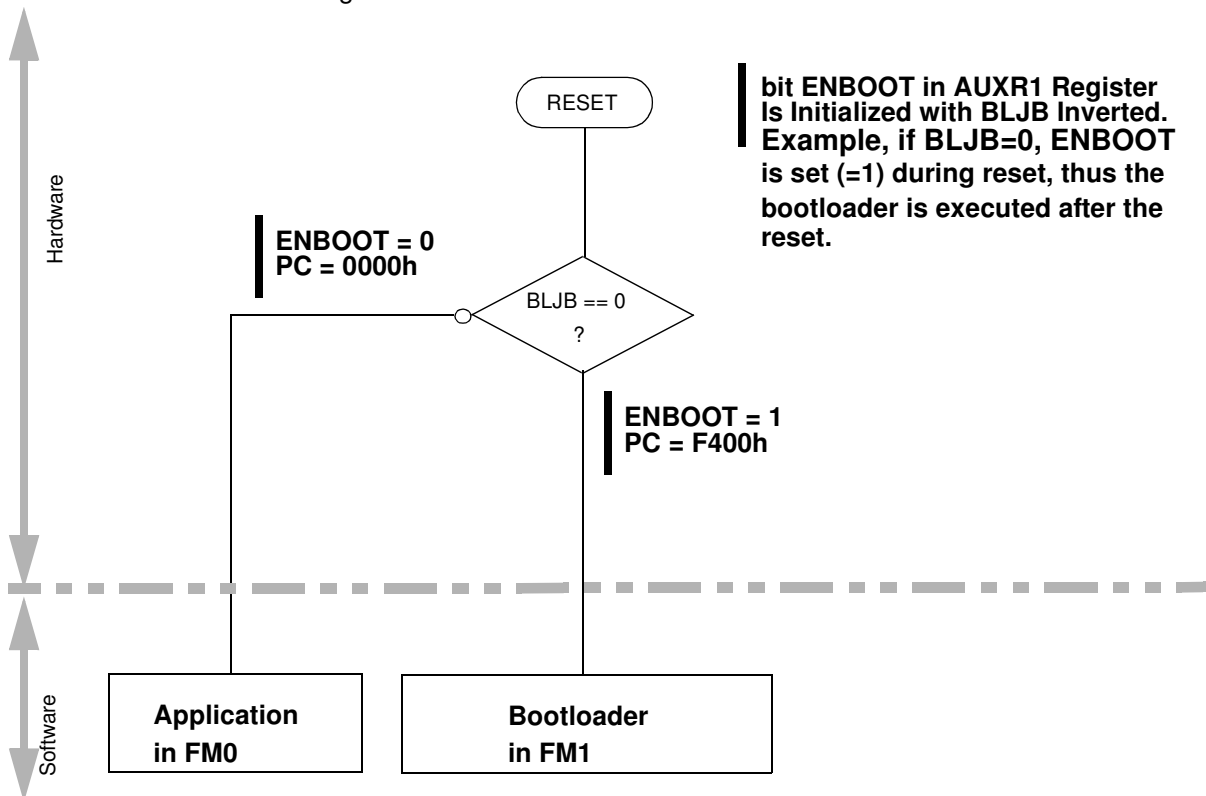 RESET
bit ENBOOT in AUXR1 Register
Is Initialized with BLJB Inverted.
Example, if BLJB=0, ENBOOT
is set (=1) during reset, thus the
bootloader is executed after the
reset.
Hardware
ENBOOT = 0
PC = 0000h
BLJB == 0
?
ENBOOT = 1
PC = F400h
Software
Application
in FM0
Bootloader
in FM1